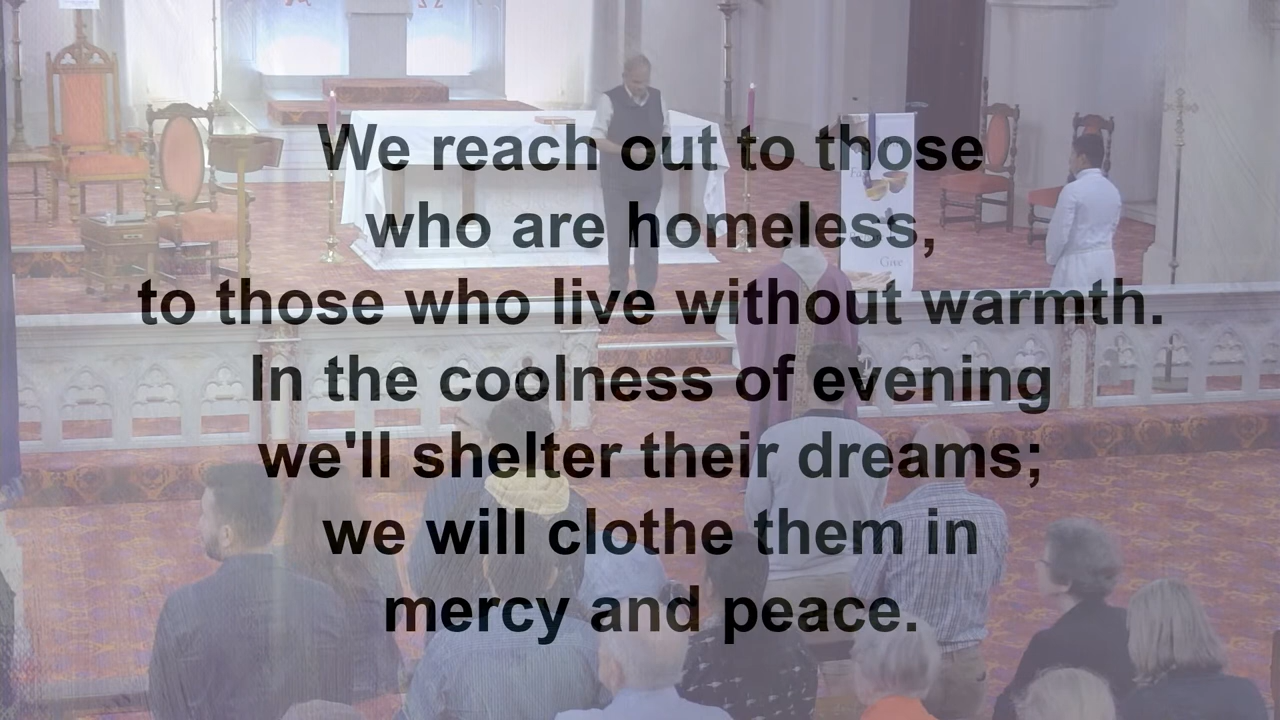 We reach out to those
who are homeless,
to those who live without warmth.
In the coolness of evening
we'll shelter their dreams;
we will clothe them in
mercy and peace.
Give